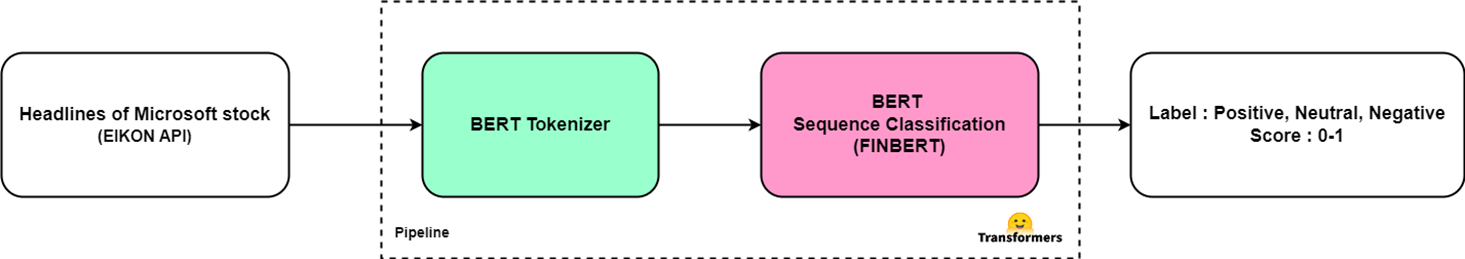 Headlines of Microsoft stock
(EIKON API)
BERT Tokenizer
BERT
Sequence Classification
(FINBERT)
Label : Positive, Neutral, Negative
Score : 0-1
Pipeline
Transformers